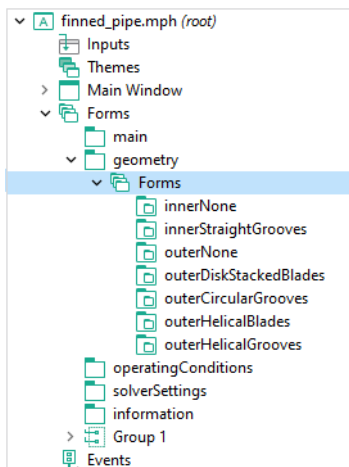 finned_pipe.mph (root)
Inputs
Themes
Main Window
Forms
main
geometry
Forms
innerNone
innerStraightGrooves
outerNone
outerDiskStackedBlades
outerCircularGrooves
outerHelicalBlades
outerHelicalGrooves
operatingConditions
solverSettings
information
Group 1
Events